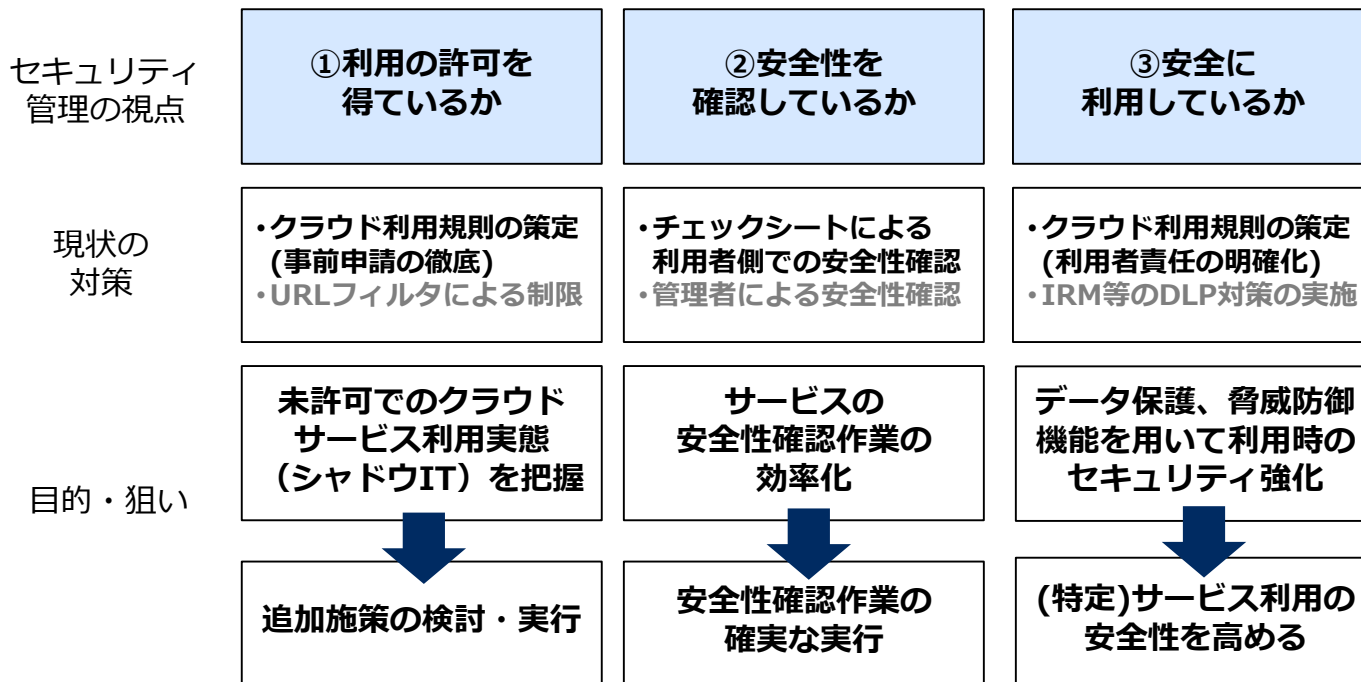 セキュリティ
管理の視点
①利用の許可を
得ているか
②安全性を
確認しているか
③安全に
利用しているか
現状の
対策
・クラウド利用規則の策定
(事前申請の徹底)
・URLフィルタによる制限
・チェックシートによる
利用者側での安全性確認
・管理者による安全性確認
・クラウド利用規則の策定
(利用者責任の明確化)
・IRM等のDLP対策の実施
目的・狙い
未許可でのクラウド
サービス利用実態
（シャドウIT）を把握
サービスの
安全性確認作業の
効率化
データ保護、脅威防御
機能を用いて利用時の
セキュリティ強化
追加施策の検討・実行
安全性確認作業の
確実な実行
(特定)サービス利用の
安全性を高める